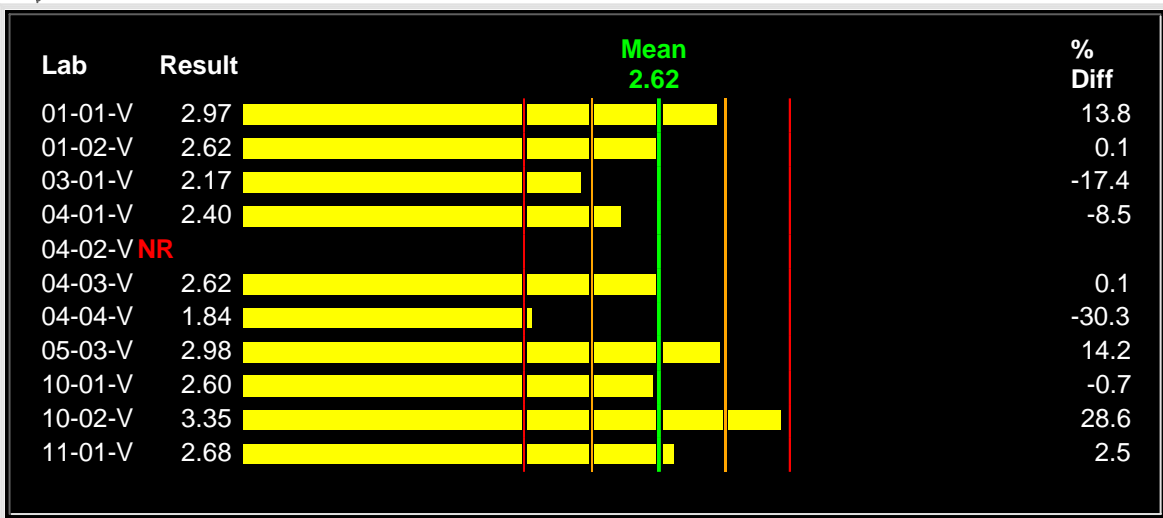 Lab Result Mean 2.62 % Diff
01-01-V 2.97 13.8
01-02-V 2.62 0.1
03-01-V 2.17 -17.4
04-01-V 2.40 -8.5
04-02-V NR
04-03-V 2.62 0.1
04-04-V 1.84 -30.3
05-03-V 2.98 14.2
10-01-V 2.60 -0.7
10-02-V 3.35 28.6
11-01-V 2.68 2.5